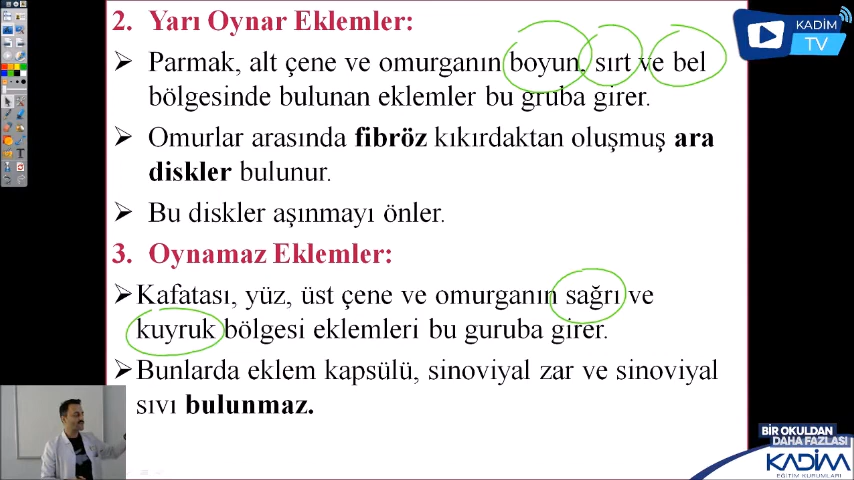 2. Yarı Oynar Eklemler:
KADİM
TV
➢ Parmak, alt çene ve omurganın boyun, sırt ve bel
bölgesinde bulunan eklemler bu gruba girer.
➢ Omurlar arasında fibröz kıkırdaktan oluşmuş ara
diskler bulunur.
➢ Bu diskler aşınmayı önler.
3. Oynamaz Eklemler:
➢ Kafatası, yüz, üst çene ve omurganın sağrı ve
kuyruk bölgesi eklemleri bu guruba girer.
➢ Bunlarda eklem kapsülü, sinoviyal zar ve sinoviyal
sıvı bulunmaz.
BİR OKULDAN
DAHA FAZLASI
KADİM
EĞİTİM KURUMLARI